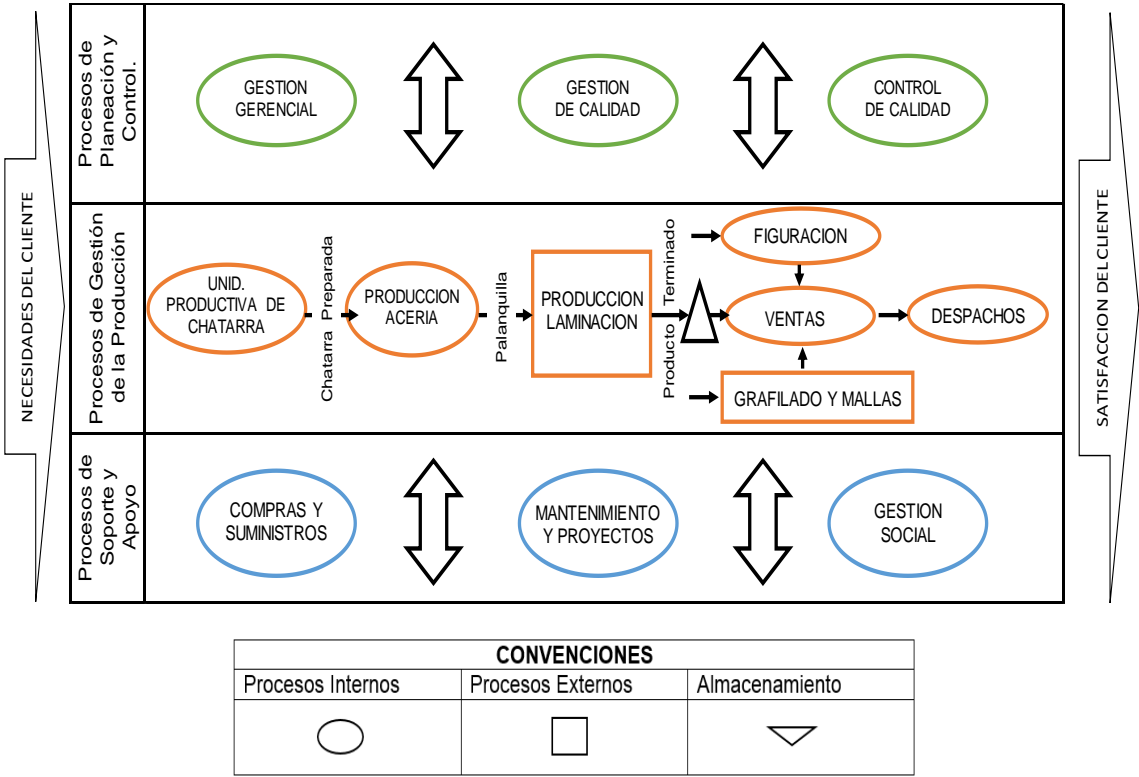 NECESIDADES DEL CLIENTE
Procesos de
Planeación y
Control.
GESTION
GERENCIAL
GESTION
DE CALIDAD
CONTROL
DE CALIDAD
Procesos de Gestión
de la Producción
UNID.
PRODUCTIVA DE
CHATARRA
Chatarra Preparada
PRODUCCION
ACERIA
Palanquilla
PRODUCCION
LAMINACION
Producto Terminado
FIGURACION
VENTAS
GRAFILADO Y MALLAS
DESPACHOS
Procesos de
Soporte y
Apoyo
COMPRAS Y
SUMINISTROS
MANTENIMIENTO
Y PROYECTOS
GESTION
SOCIAL
SATISFACCION DEL CLIENTE
CONVENCIONES
Procesos Internos
Procesos Externos
Almacenamiento